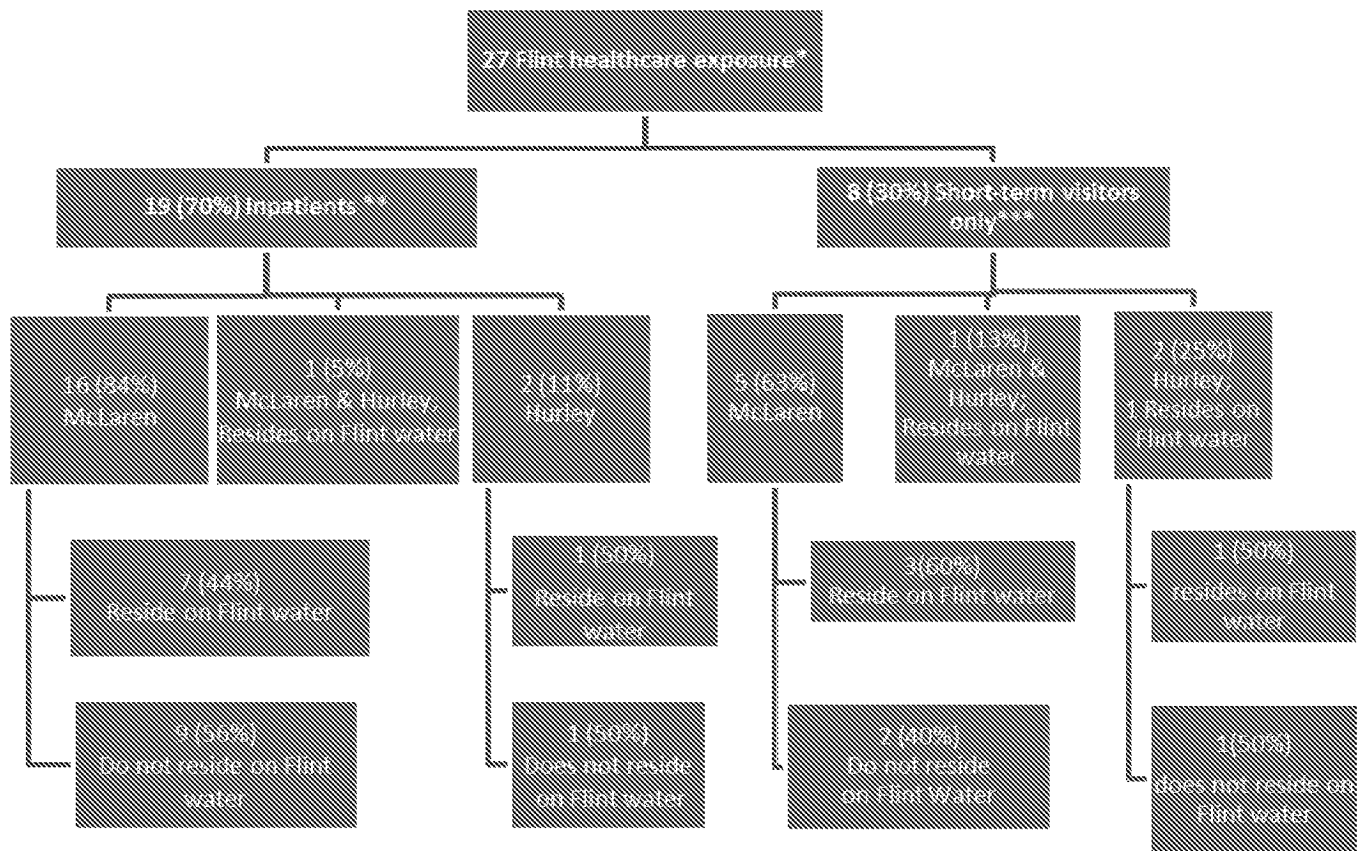 27 Flint healthcare exposure*
19 (70%) Inpatients **
8 (30%) Short-term visitors
only***
16 (84%)
McLaren
1 (5%)
McLaren & Hurley;
Resides on Flint water
2 (11%)
Hurley
5 (63%)
McLaren
1 (13%)
McLaren &
Hurley;
Resides on Flint
water
2 (25%)
Hurley,
1 Resides on
Flint water
7 (44%)
Reside on Flint water
1 (50%)
Reside on Flint
water
3(60%)
Reside on Flint water
1 (50%)
resides on Flint
water
9 (56%)
Do not reside on Flint
water
1 (50%)
Does not reside
on Flint water
2 (40%)
Do not reside
on Flint Water
1(50%)
does not reside on
Flint water